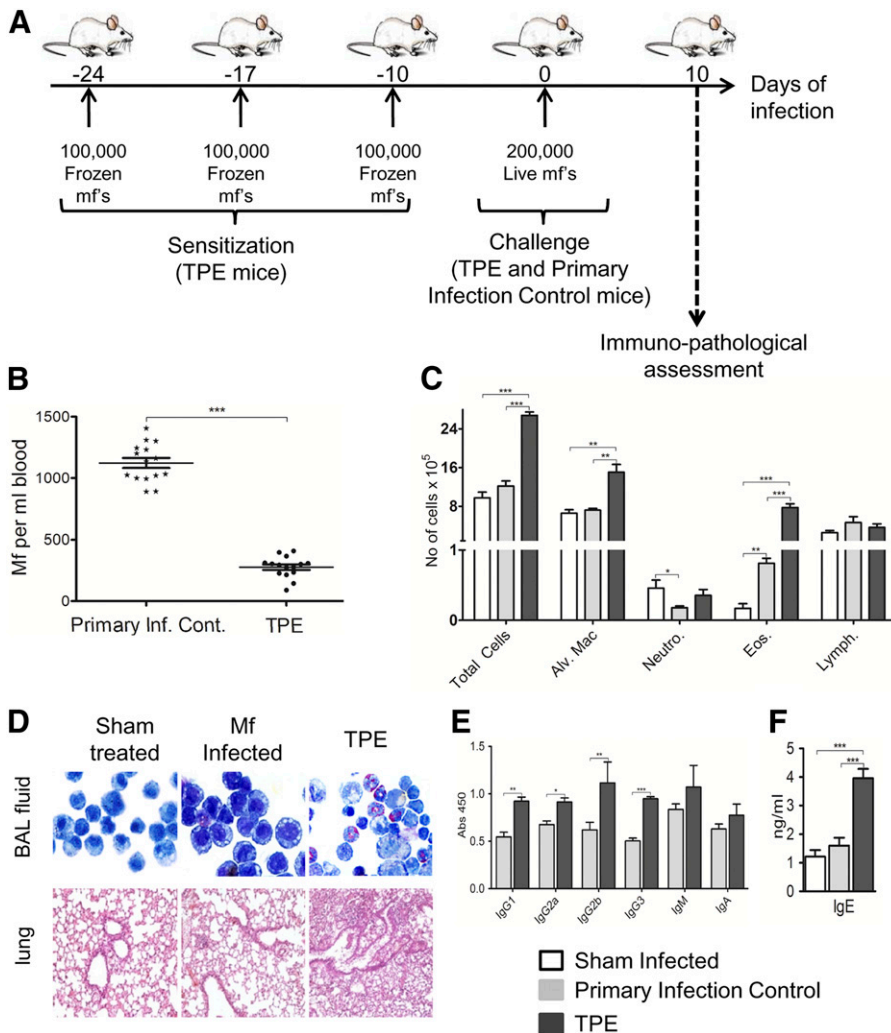 A
-24
-17
-10
0
10
Days of
infection
100,000
Frozen
mf's
100,000
Frozen
mf's
100,000
Frozen
mf's
200,000
Live mf's
Sensitization
(TPE mice)
Challenge
(TPE and Primary
Infection Control mice)
Immuno-pathological
assessment
B
Mf per ml blood
1500
1000
500
0
***
Primary Inf. Cont.
TPE
C
No of cells x 10⁵
24
16
8
1
0
***
***
**
**
*
***
***
**
Total Cells
Alv. Mac
Neutro.
Eos.
Lymph.
D
Sham
treated
Mf
Infected
TPE
BAL fluid
lung
E
Abs 450
1.5
1.0
0.5
0.0
**
*
**
***
IgG1
IgG2a
IgG2b
IgG3
IgM
IgA
F
ng/ml
5
4
3
2
1
0
***
***
IgE
Sham Infected
Primary Infection Control
TPE